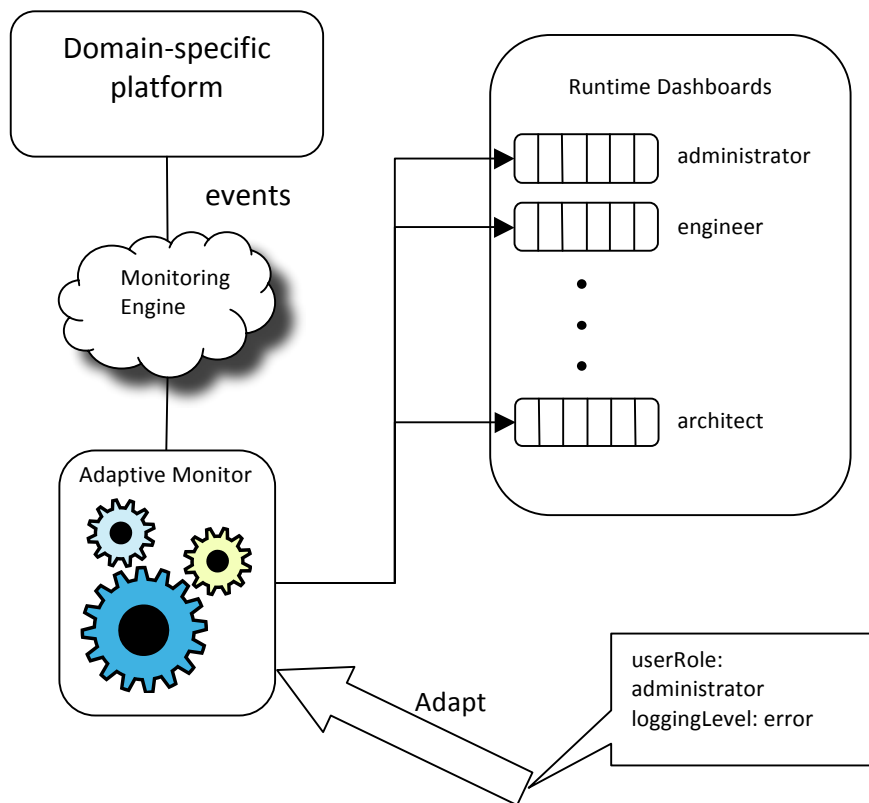 Domain-specific
platform
events
Monitoring
Engine
Adaptive Monitor
Runtime Dashboards
administrator
engineer
architect
Adapt
userRole:
administrator
loggingLevel: error